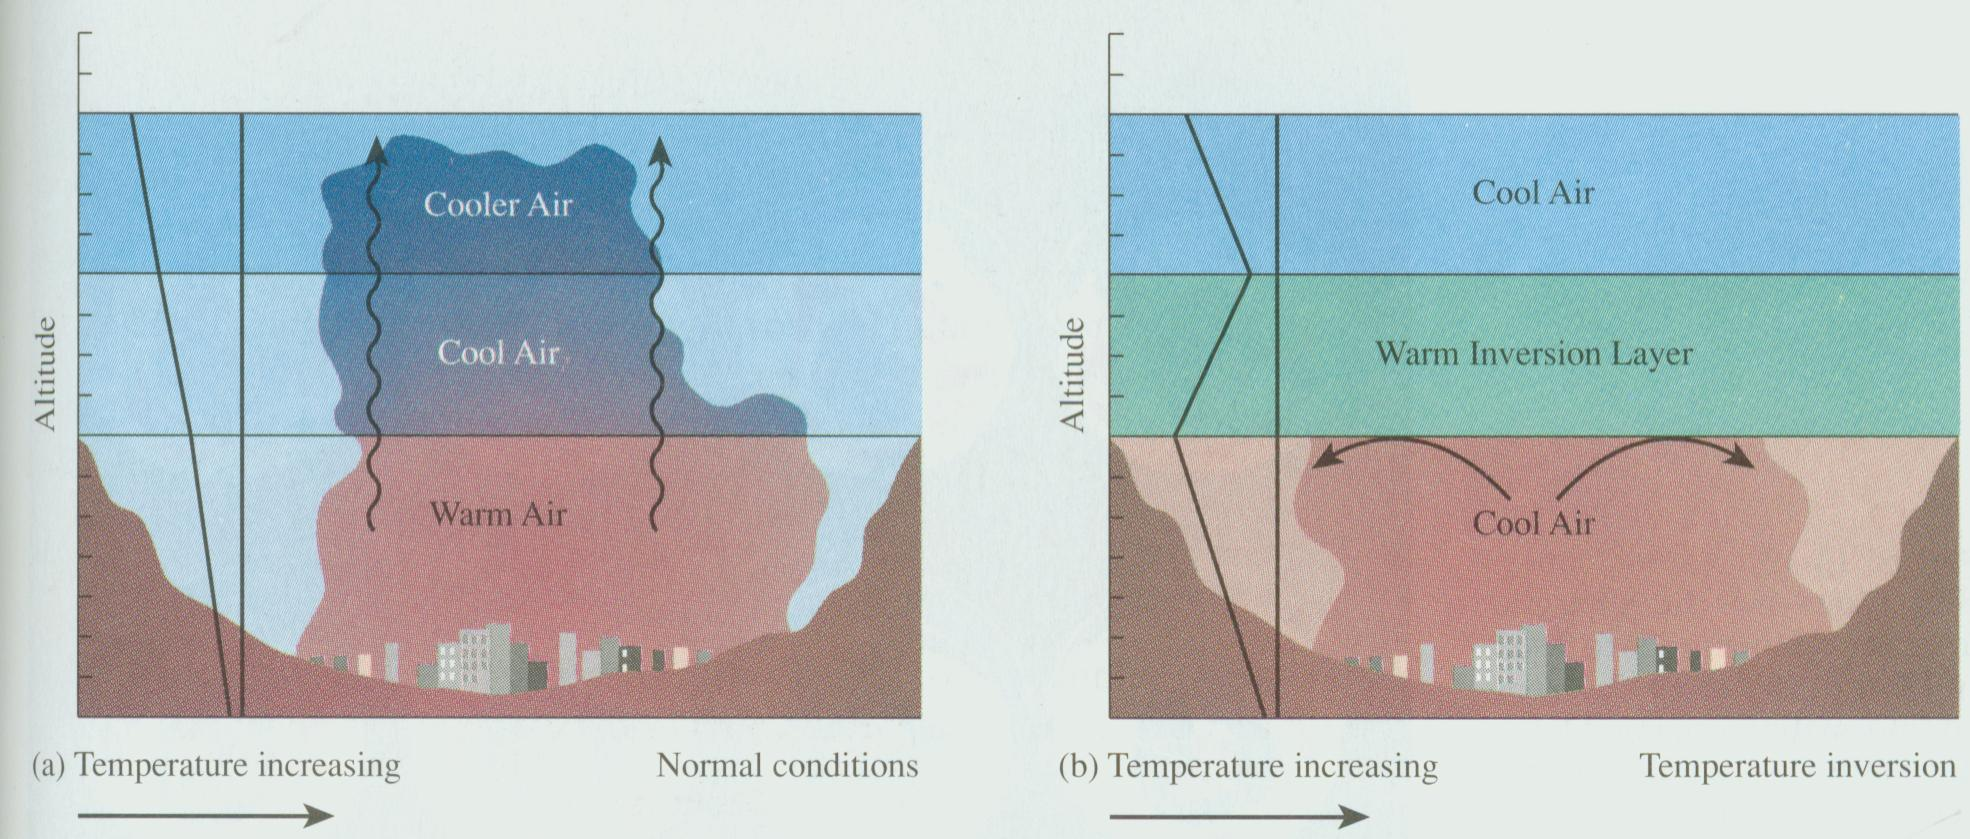 Altitude
Cooler Air
Cool Air
Warm Air
(a) Temperature increasing
Normal conditions
Altitude
Cool Air
Warm Inversion Layer
Cool Air
(b) Temperature increasing
Temperature inversion